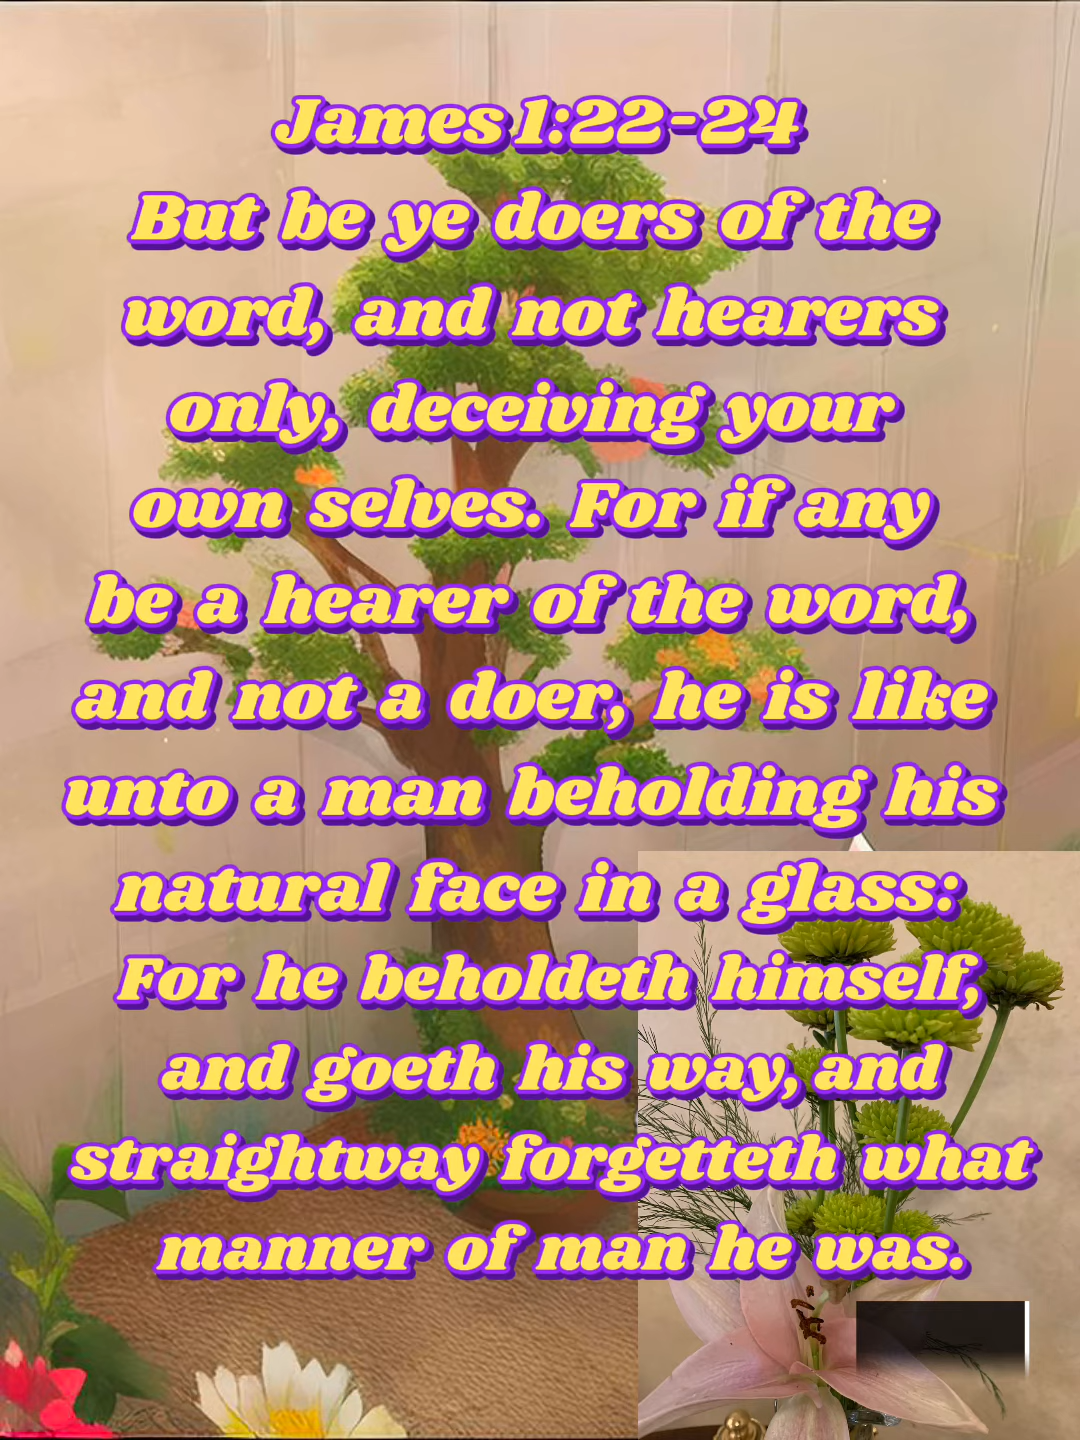 James 1:22-24
But be ye doers of the
word, and not hearers
only, deceiving your
own selves. For if any
be a hearer of the word,
and not a doer, he is like
unto a man beholding his
natural face in a glass:
For he beholdeth himself,
and goeth his way, and
straightway forgetteth what
manner of man he was.